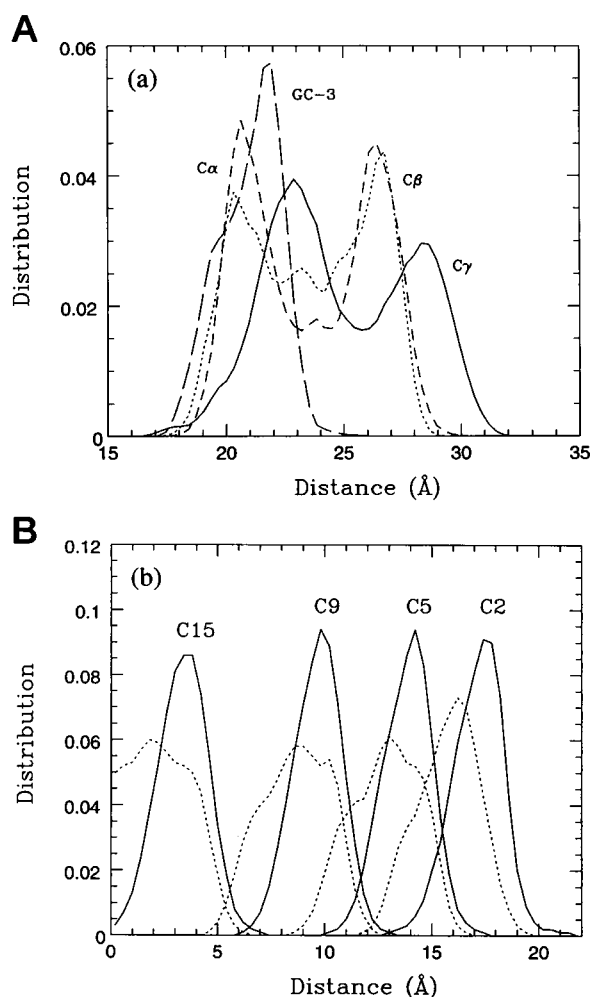 A
(a)
0.06
0.04
0.02
0
GC-3
Cα
Cβ
Cγ
Distribution
15 20 25 30 35
Distance (Å)
B
(b)
0.12
0.1
0.08
0.06
0.04
0.02
0
C15 C9 C5 C2
Distribution
0 5 10 15 20
Distance (Å)